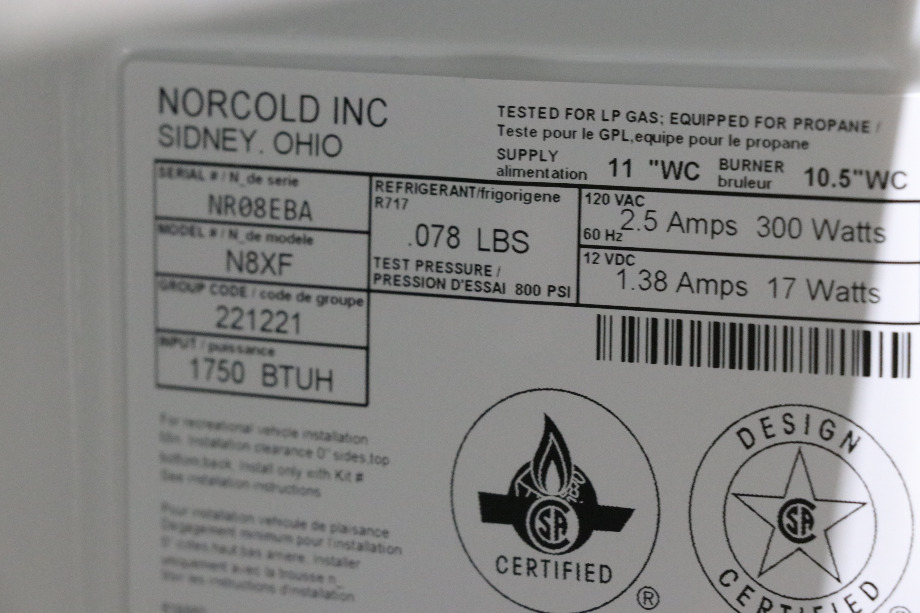 NORCOLD INC
SIDNEY. OHIO
TESTED FOR LP GAS; EQUIPPED FOR PROPANE /
Teste pour le GPL,equipe pour le propane
SUPPLY
alimentation
11 "WC
BURNER
bruleur
10.5"WC
SERIAL # / N_de serie
NR08EBA
MODEL # / N_de modele
N8XF
GROUP CODE / code de groupe
221221
INPUT / puissance
1750 BTUH
REFRIGERANT/frigorigene
R717
.078 LBS
TEST PRESSURE /
PRESSION D'ESSAI 800 PSI
120 VAC
60 Hz
2.5 Amps 300 Watts
12 VDC
1.38 Amps 17 Watts
For recreational vehicle installation
Min. Installation clearance 0" sides,top
bottom,back. Install only with Kit #
See installation instructions
Pour installation vehicule de plaisance
Degagement minimum pour l'installation
0" cotes,haut,bas arriere. Installer
uniquement avec la trousse n_
Voir les instructions d'installation
SA
CERTIFIED
®
DESIGN
SA
CERTIFIED